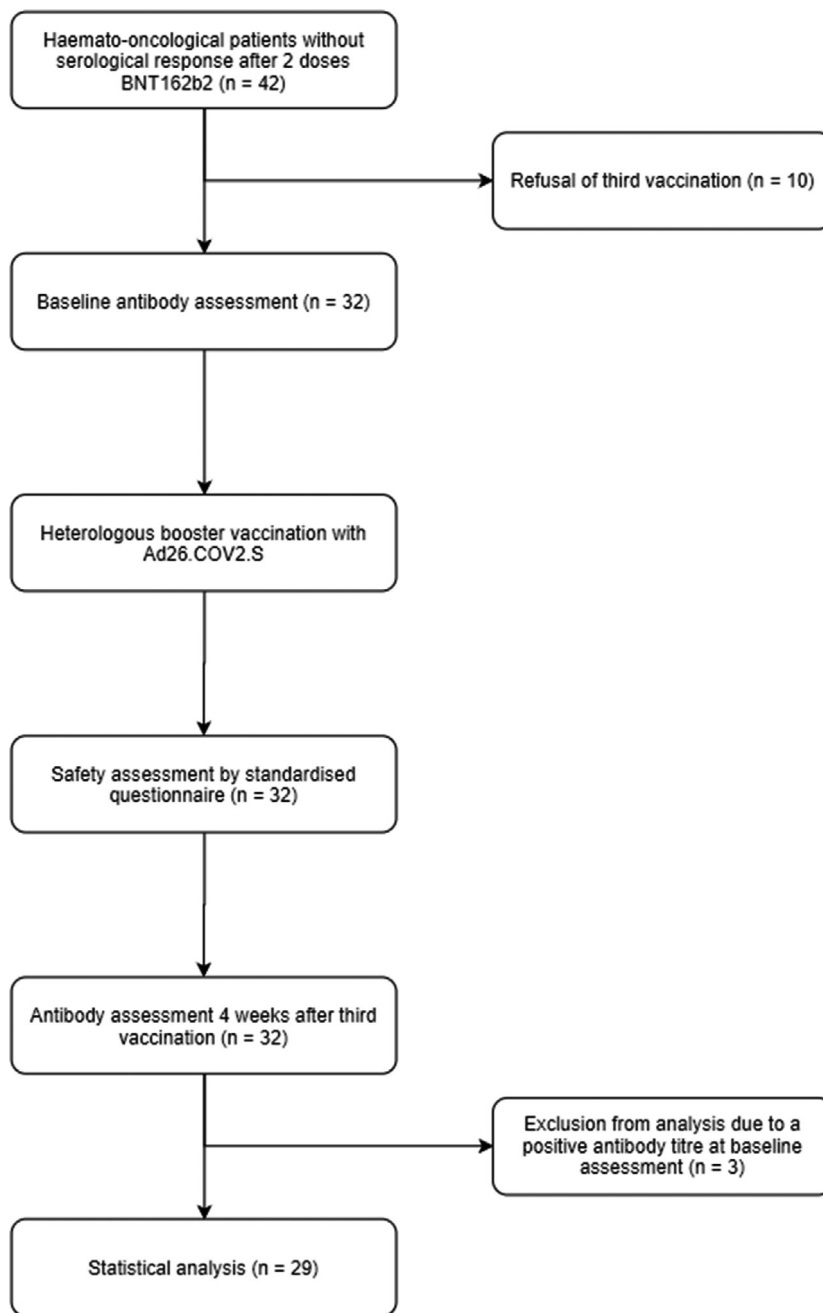 Haemato-oncological patients without
serological response after 2 doses
BNT162b2 (n = 42)
Refusal of third vaccination (n = 10)
Baseline antibody assessment (n = 32)
Heterologous booster vaccination with
Ad26.COV2.S
Safety assessment by standardised
questionnaire (n = 32)
Antibody assessment 4 weeks after third
vaccination (n = 32)
Exclusion from analysis due to a
positive antibody titre at baseline
assessment (n = 3)
Statistical analysis (n = 29)